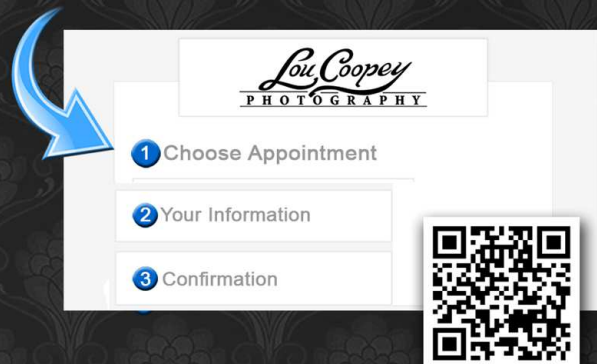 Lou Coopey
PHOTOGRAPHY
1 Choose Appointment
2 Your Information
3 Confirmation